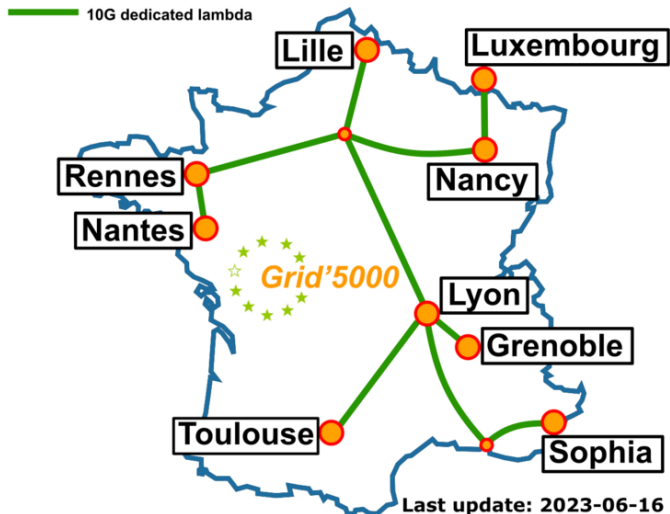 10G dedicated lambda
Lille
Luxembourg
Rennes
Nancy
Nantes
Grid'5000
Lyon
Grenoble
Toulouse
Sophia
Last update: 2023-06-16